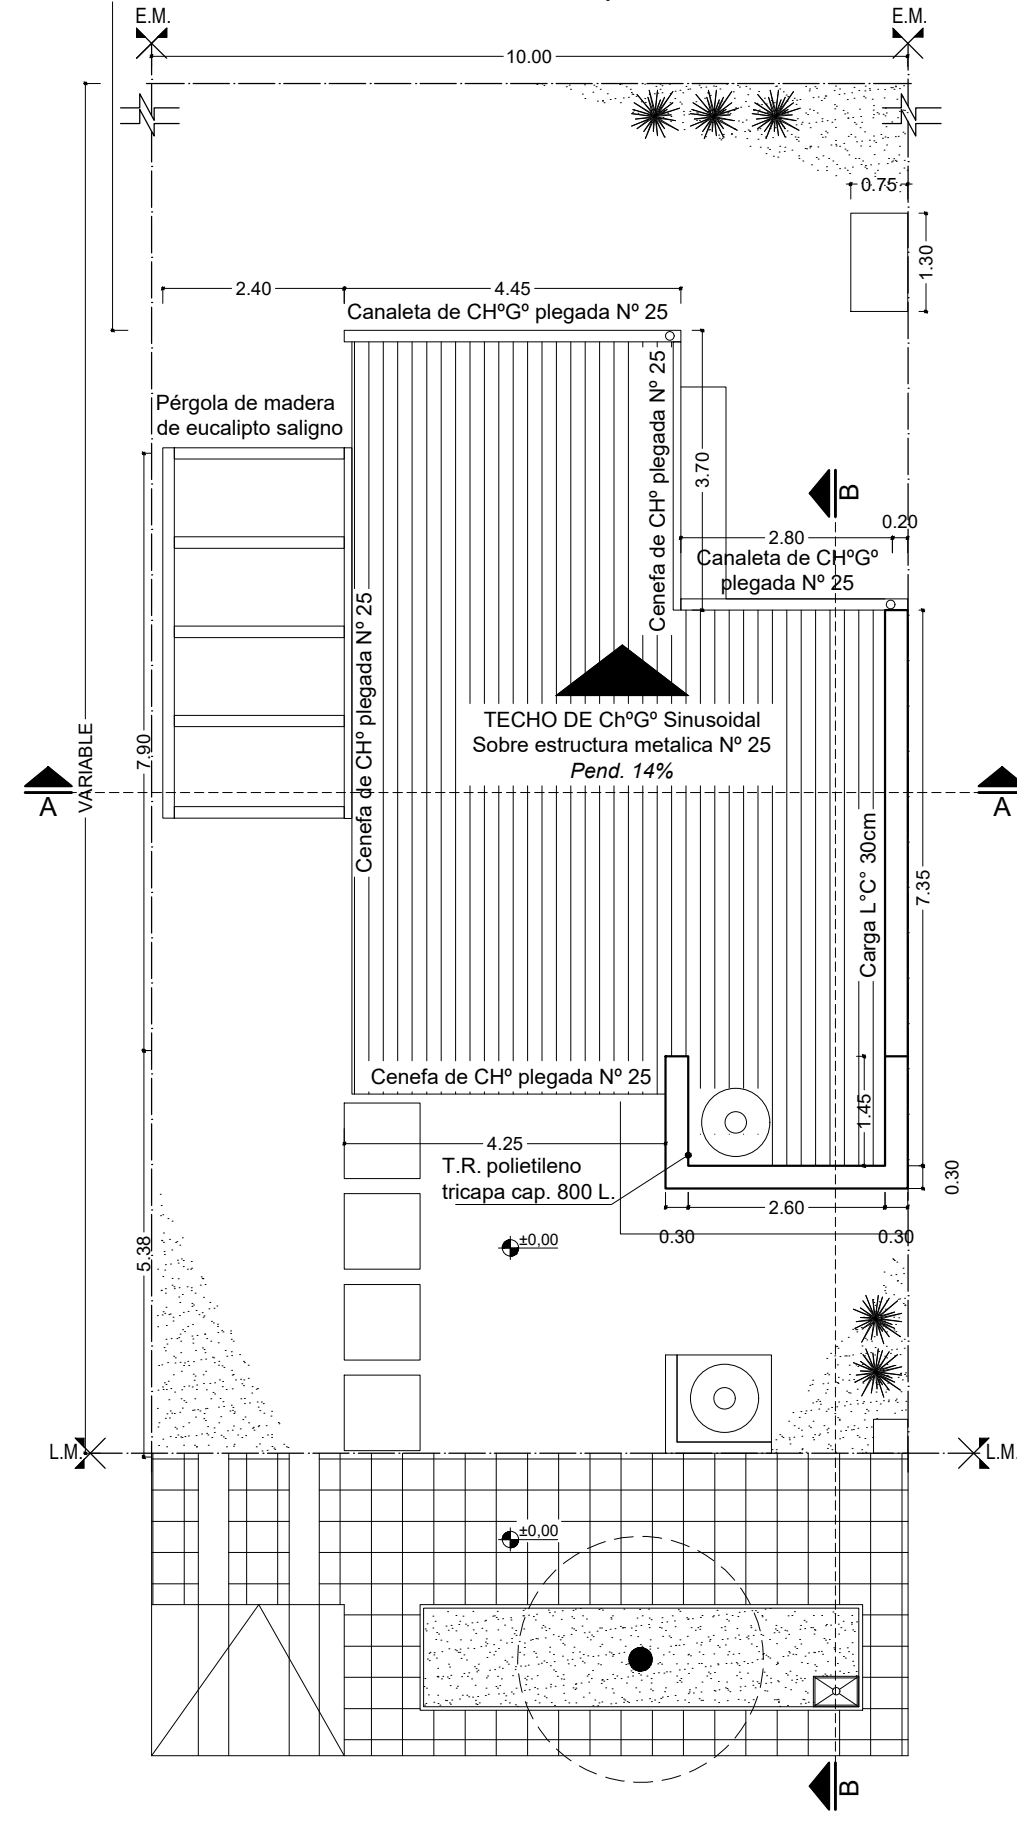 E.M.
E.M.
10.00
0.75
1.30
2.40
4.45
Canaleta de CHºGº plegada Nº 25
Cenefa de CHº plegada Nº 25
3.70
Pérgola de madera
de eucalipto saligno
B
0.20
2.80
Canaleta de CHºGº
plegada Nº 25
Cenefa de CHº plegada Nº 25
TECHO DE ChºGº Sinusoidal
Sobre estructura metalica Nº 25
Pend. 14%
VARIABLE
7.90
A
A
Carga L°C° 30cm
7.35
Cenefa de CHº plegada Nº 25
1.45
4.25
T.R. polietileno
tricapa cap. 800 L.
0.30
2.60
0.30
0.30
5.38
±0,00
L.M.
L.M.
±0,00
B